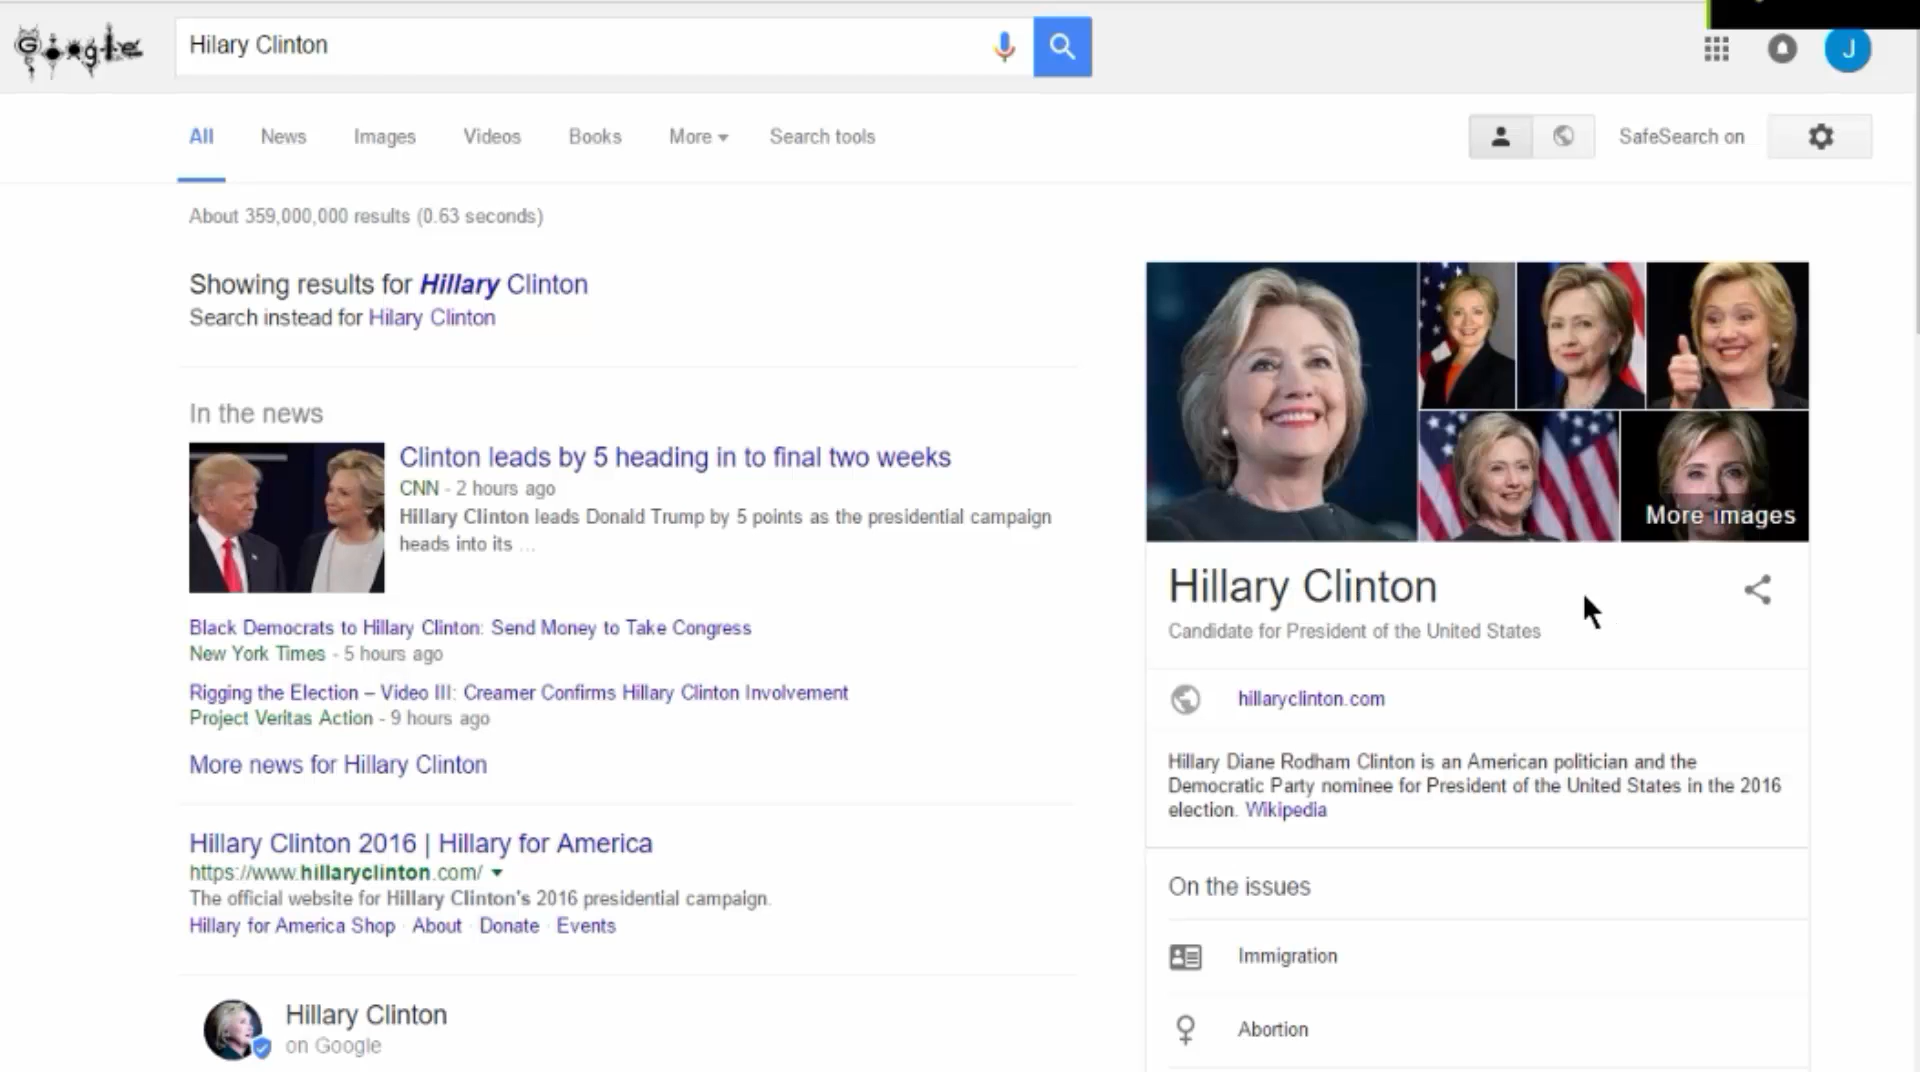 Google
Hilary Clinton
J
All News Images Videos Books More Search tools
SafeSearch on
About 359,000,000 results (0.63 seconds)
Showing results for Hillary Clinton
Search instead for Hilary Clinton
In the news
Clinton leads by 5 heading in to final two weeks
CNN - 2 hours ago
Hillary Clinton leads Donald Trump by 5 points as the presidential campaign
heads into its ...
Black Democrats to Hillary Clinton: Send Money to Take Congress
New York Times - 5 hours ago
Rigging the Election – Video III: Creamer Confirms Hillary Clinton Involvement
Project Veritas Action - 9 hours ago
More news for Hillary Clinton
Hillary Clinton 2016 | Hillary for America
https://www.hillaryclinton.com/
The official website for Hillary Clinton's 2016 presidential campaign.
Hillary for America Shop · About · Donate · Events
Hillary Clinton
on Google
More images
Hillary Clinton
Candidate for President of the United States
hillaryclinton.com
Hillary Diane Rodham Clinton is an American politician and the
Democratic Party nominee for President of the United States in the 2016
election. Wikipedia
On the issues
Immigration
Abortion